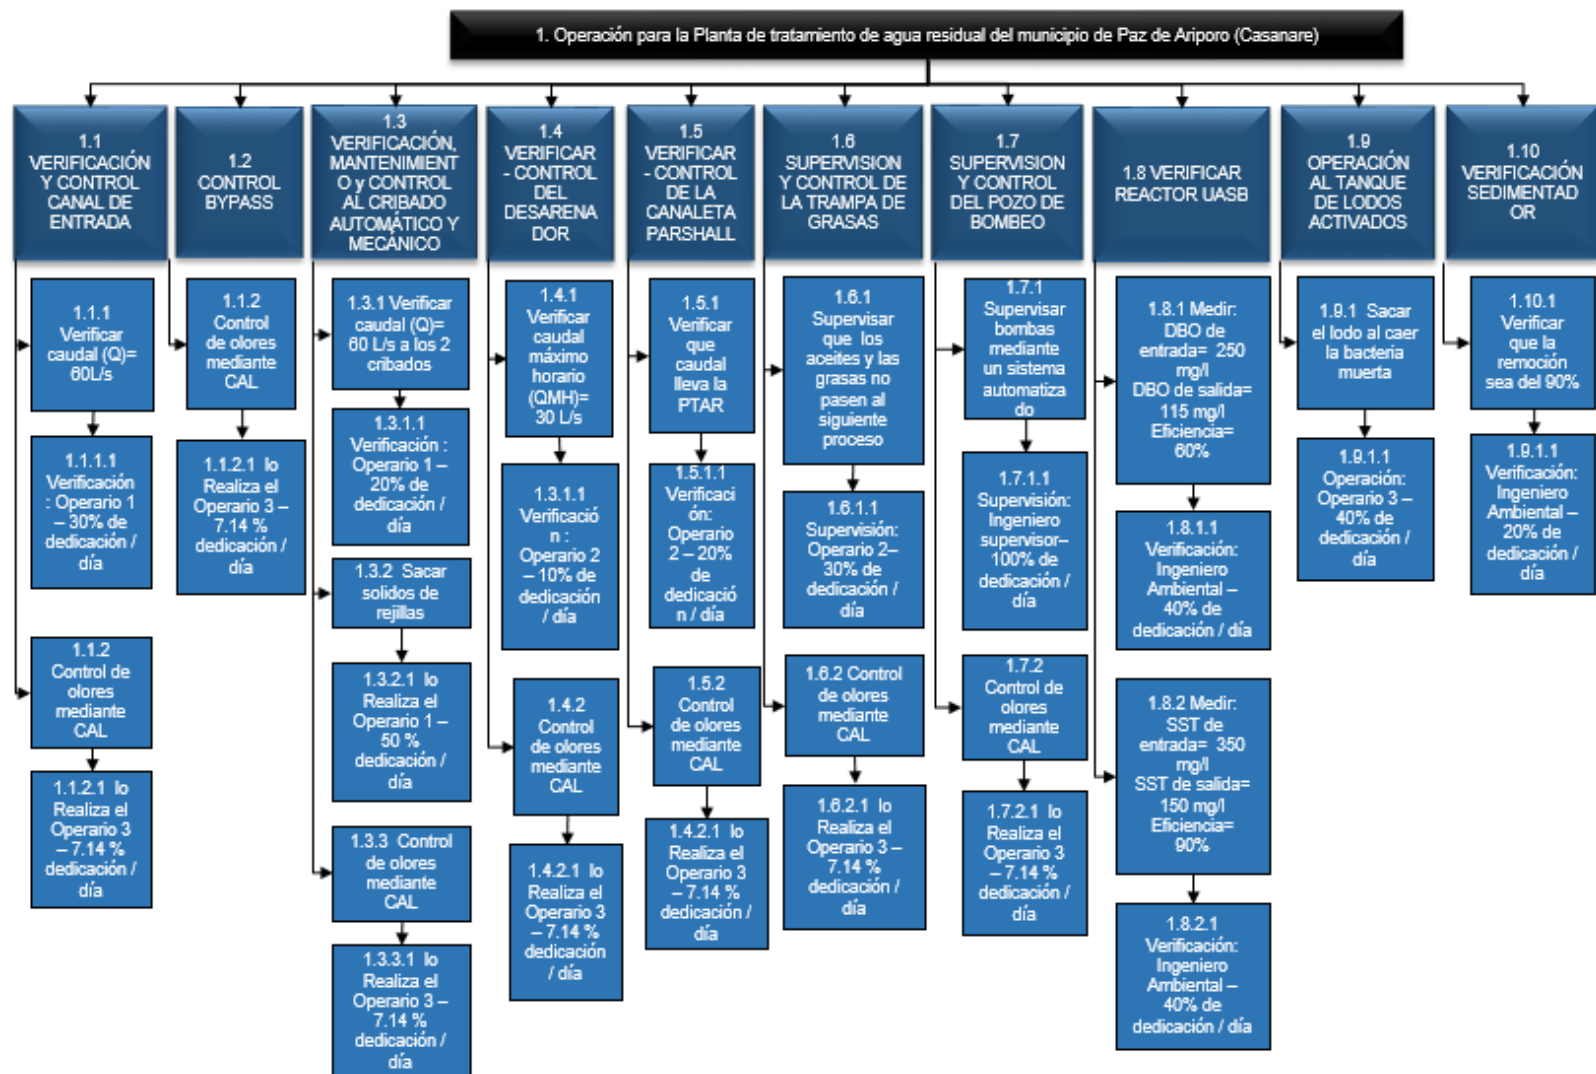 1. Operación para la Planta de tratamiento de agua residual del municipio de Paz de Ariporo (Casanare)
1.1
VERIFICACIÓN
Y CONTROL
CANAL DE
ENTRADA
1.2
CONTROL
BYPASS
1.3
VERIFICACIÓN,
MANTENIMIENT
O y CONTROL
AL CRIBADO
AUTOMÁTICO Y
MECÁNICO
1.4
VERIFICAR
- CONTROL
DEL
DESARENA
DOR
1.5
VERIFICAR
- CONTROL
DE LA
CANALETA
PARSHALL
1.6
SUPERVISION
Y CONTROL DE
LA TRAMPA DE
GRASAS
1.7
SUPERVISION
Y CONTROL
DEL POZO DE
BOMBEO
1.8 VERIFICAR
REACTOR UASB
1.9
OPERACIÓN
AL TANQUE
DE LODOS
ACTIVADOS
1.10
VERIFICACIÓN
SEDIMENTAD
OR
1.1.1
Verificar
caudal (Q)=
60L/s
1.1.1.1
Verificación
: Operario 1
– 30% de
dedicación /
día
1.1.2
Control de
olores
mediante
CAL
1.1.2.1 lo
Realiza el
Operario 3
– 7.14 %
dedicación /
día
1.1.2
Control
de olores
mediante
CAL
1.1.2.1 lo
Realiza el
Operario 3 –
7.14 %
dedicación /
día
1.3.1 Verificar
caudal (Q)=
60 L/s a los 2
cribados
1.3.1.1
Verificación :
Operario 1 –
20% de
dedicación /
día
1.3.2 Sacar
solidos de
rejillas
1.3.2.1 lo
Realiza el
Operario 1 –
50 %
dedicación /
día
1.3.3 Control
de olores
mediante
CAL
1.3.3.1 lo
Realiza el
Operario 3 –
7.14 %
dedicación /
día
1.4.1
Verificar
caudal
máximo
horario
(QMH)=
30 L/s
1.3.1.1
Verificació
n :
Operario
2 – 10% de
dedicación
/ día
1.4.2
Control
de olores
mediante
CAL
1.4.2.1 lo
Realiza el
Operario 3
– 7.14 %
dedicación
/ día
1.5.1
Verificar
que
caudal
lleva la
PTAR
1.5.1.1
Verificaci
ón:
Operario
2 – 20%
de
dedicació
n / día
1.5.2
Control
de olores
mediante
CAL
1.4.2.1 lo
Realiza el
Operario 3
– 7.14 %
dedicación
/ día
1.6.1
Supervisar
que los
aceites y las
grasas no
pasen al
siguiente
proceso
1.6.1.1
Supervisión:
Operario 2–
30% de
dedicación /
día
1.6.2 Control
de olores
mediante
CAL
1.6.2.1 lo
Realiza el
Operario 3 –
7.14 %
dedicación /
día
1.7.1
Supervisar
bombas
mediante
un sistema
automatiza
do
1.7.1.1
Supervisión:
Ingeniero
supervisor–
100% de
dedicación /
día
1.7.2
Control de
olores
mediante
CAL
1.7.2.1 lo
Realiza el
Operario 3
– 7.14 %
dedicación /
día
1.8.1 Medir:
DBO de
entrada= 250
mg/l
DBO de salida=
115 mg/l
Eficiencia=
60%
1.8.1.1
Verificación:
Ingeniero
Ambiental –
40% de
dedicación / día
1.8.2 Medir:
SST de
entrada= 350
mg/l
SST de salida=
150 mg/l
Eficiencia=
90%
1.8.2.1
Verificación:
Ingeniero
Ambiental –
40% de
dedicación / día
1.9.1 Sacar
el lodo al caer
la bacteria
muerta
1.9.1.1
Operación:
Operario 3 –
40% de
dedicación /
día
1.10.1
Verificar
que la
remoción
sea del 90%
1.9.1.1
Verificación:
Ingeniero
Ambiental –
20% de
dedicación /
día